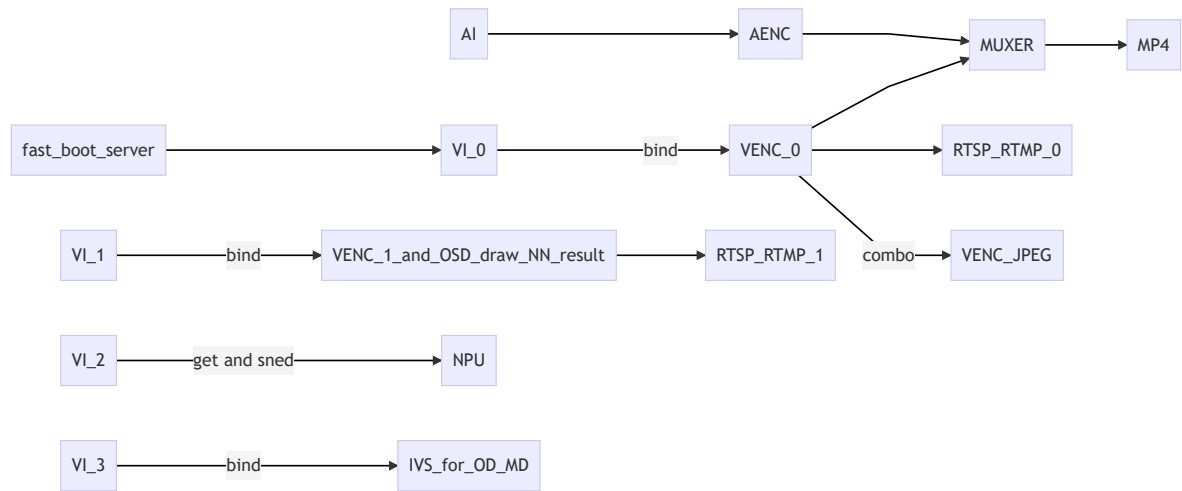 AI
AENC
MUXER
MP4
fast_boot_server
VI_0
bind
VENC_0
RTSP_RTMP_0
VI_1
bind
VENC_1_and_OSD_draw_NN_result
RTSP_RTMP_1
combo
VENC_JPEG
VI_2
get and sned
NPU
VI_3
bind
IVS_for_OD_MD